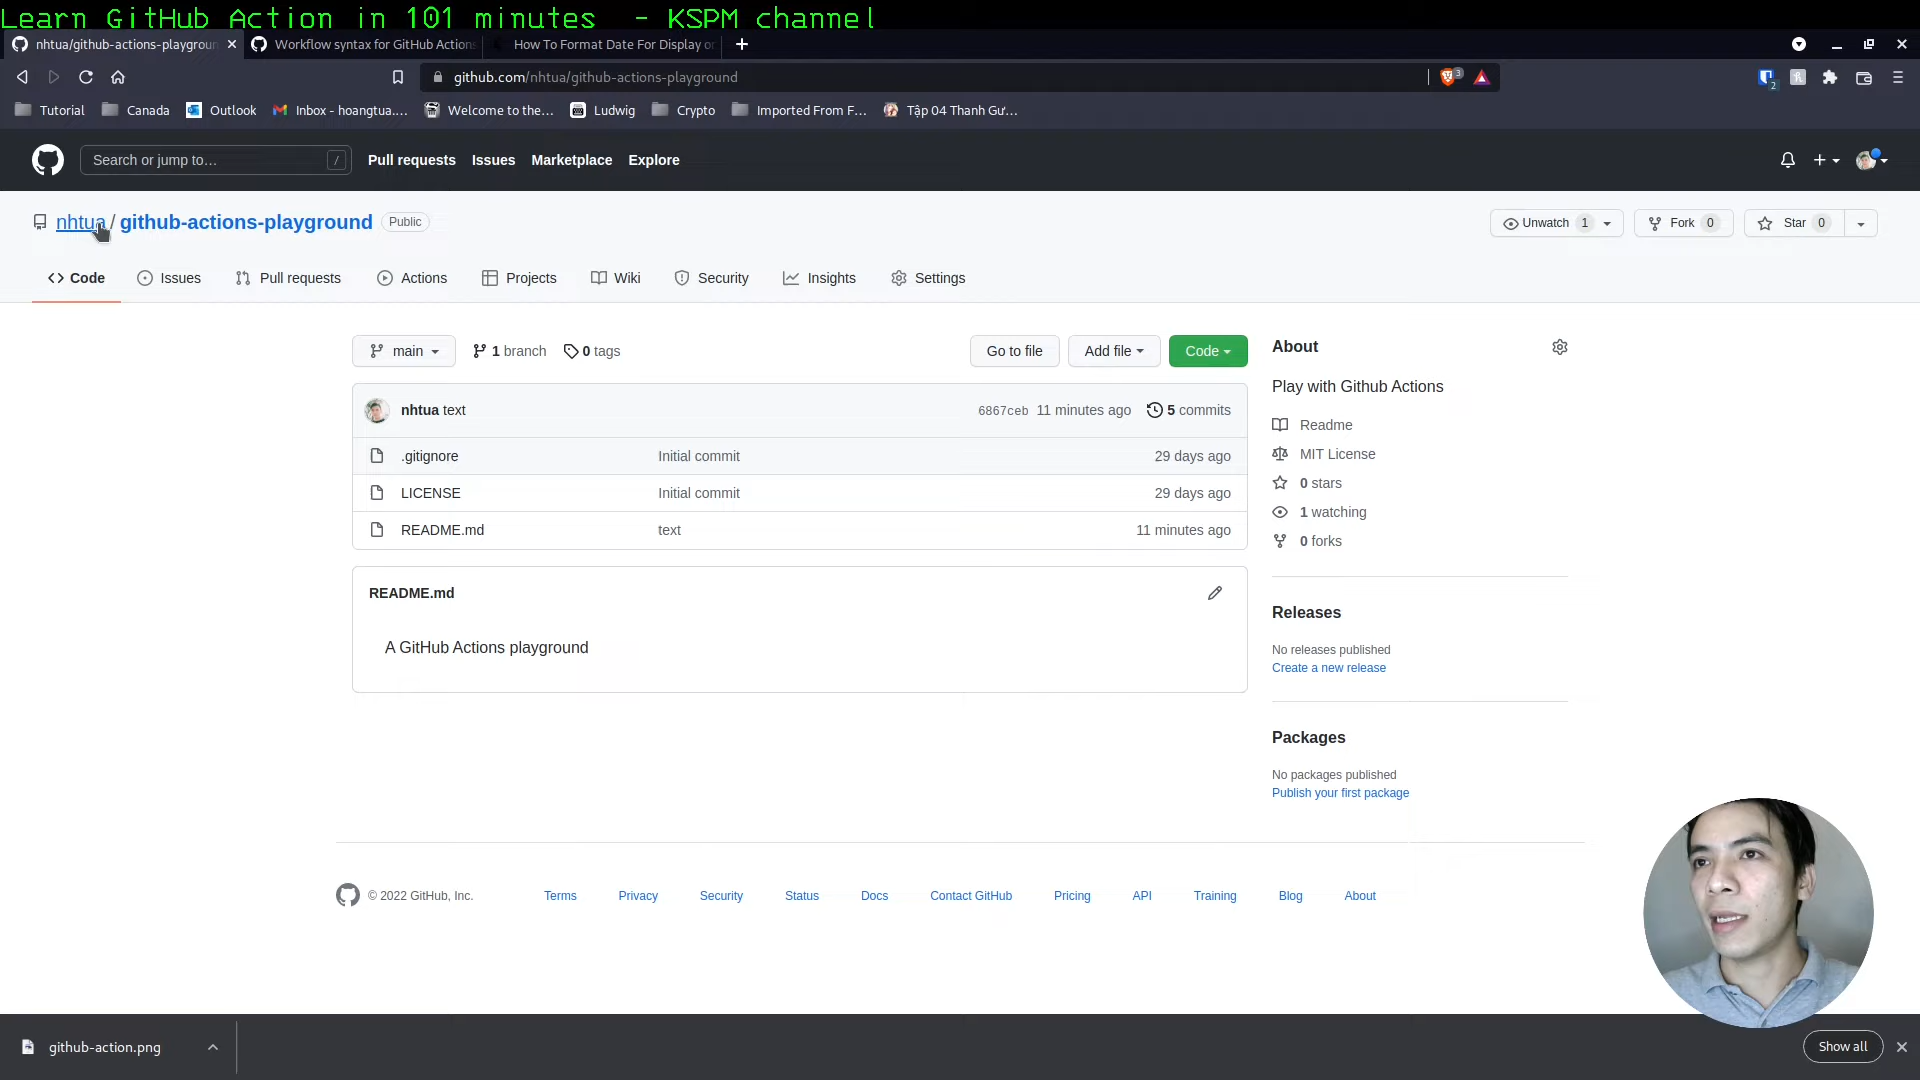 Learn GitHub Action in 101 minutes - KSPM channel
nhtua/github-actions-playgroun
Workflow syntax for GitHub Actions
How To Format Date For Display or
github.com/nhtua/github-actions-playground
3
2
Tutorial
Canada
Outlook
Inbox - hoangtua....
Welcome to the...
Ludwig
Crypto
Imported From F...
Tập 04 Thanh Gư...
Search or jump to...
/
Pull requests
Issues
Marketplace
Explore
nhtua / github-actions-playground
Public
Unwatch 1
Fork 0
Star 0
Code
Issues
Pull requests
Actions
Projects
Wiki
Security
Insights
Settings
main
1 branch
0 tags
Go to file
Add file
Code
nhtua text
6867ceb 11 minutes ago
5 commits
.gitignore
Initial commit
29 days ago
LICENSE
Initial commit
29 days ago
README.md
text
11 minutes ago
README.md
A GitHub Actions playground
About
Play with Github Actions
Readme
MIT License
0 stars
1 watching
0 forks
Releases
No releases published
Create a new release
Packages
No packages published
Publish your first package
© 2022 GitHub, Inc.
Terms
Privacy
Security
Status
Docs
Contact GitHub
Pricing
API
Training
Blog
About
github-action.png
Show all